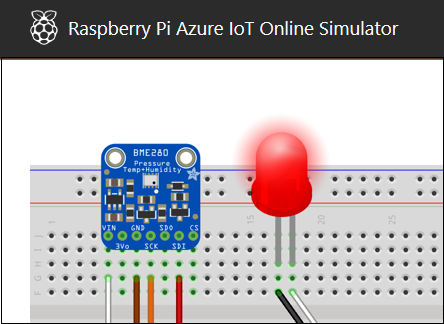 Raspberry Pi Azure IoT Online Simulator
BME280
Pressure
Temp+Humidity
VIN GND SDO CS
3Vo SCK SDI
1 15 20 25
J
I
H
G
F